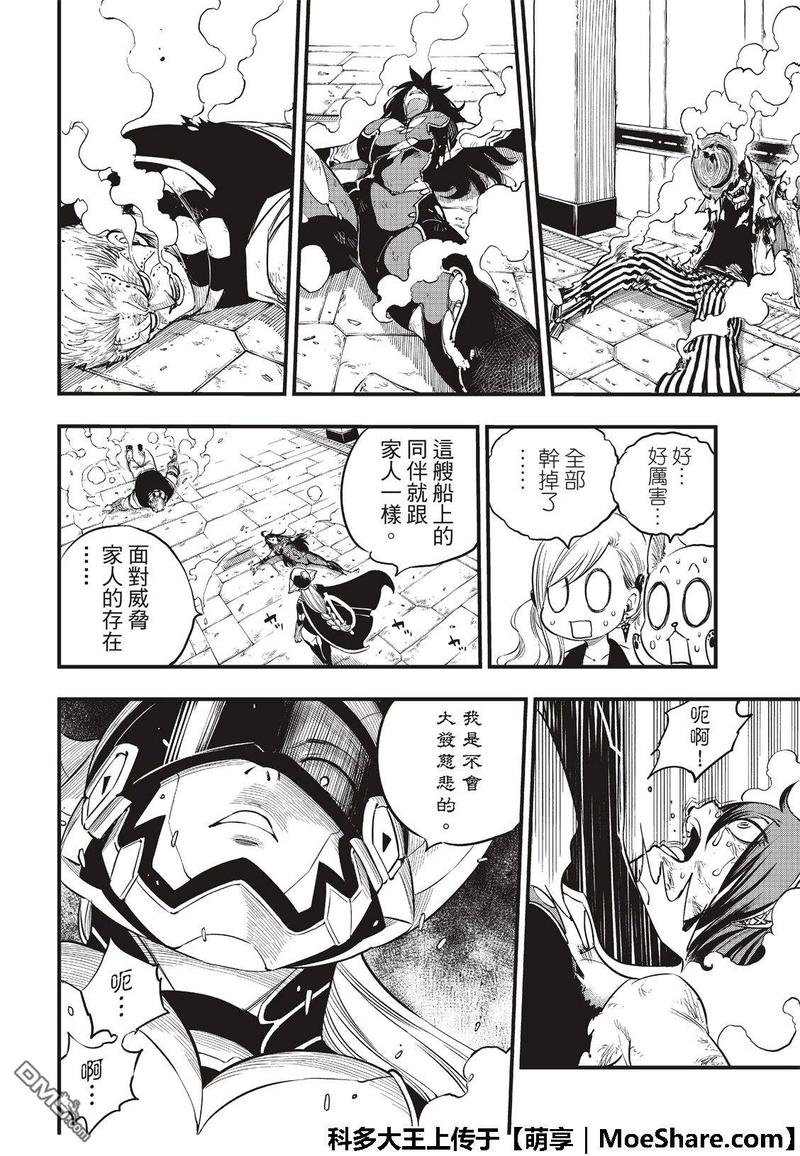 好…
好厲害…
全部
幹掉了
……
這艘船上的
同伴就跟
家人一樣。
面對威脅
家人的存在
……
呃啊！
我是不會
大發慈悲的。
呃…
啊…
DM5
科多大王上传于【萌享｜MoeShare.com】